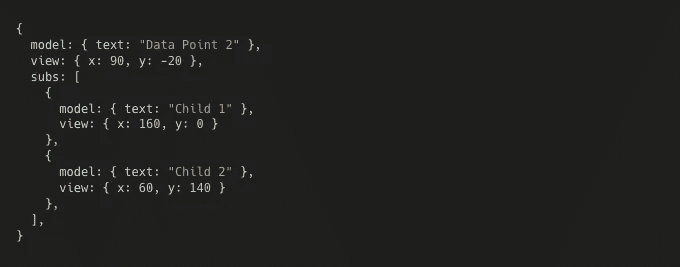 {
  model: { text: "Data Point 2" },
  view: { x: 90, y: -20 },
  subs: [
    {
      model: { text: "Child 1" },
      view: { x: 160, y: 0 }
    },
    {
      model: { text: "Child 2" },
      view: { x: 60, y: 140 }
    },
  ],
}